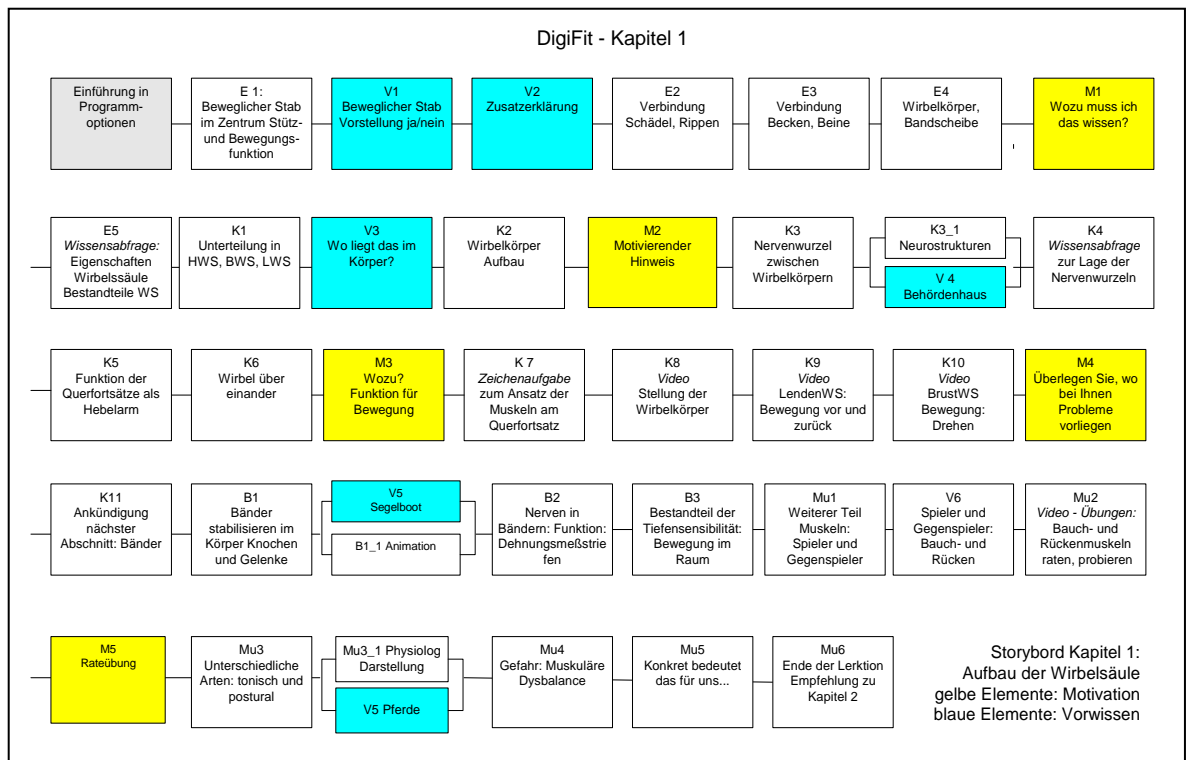 DigiFit - Kapitel 1
Einführung in
Programm-
optionen
E 1:
Beweglicher Stab
im Zentrum Stütz-
und Bewegungs-
funktion
V1
Beweglicher Stab
Vorstellung ja/nein
V2
Zusatzerklärung
E2
Verbindung
Schädel, Rippen
E3
Verbindung
Becken, Beine
E4
Wirbelkörper,
Bandscheibe
M1
Wozu muss ich
das wissen?
E5
Wissensabfrage:
Eigenschaften
Wirbelssäule
Bestandteile WS
K1
Unterteilung in
HWS, BWS, LWS
V3
Wo liegt das im
Körper?
K2
Wirbelkörper
Aufbau
M2
Motivierender
Hinweis
K3
Nervenwurzel
zwischen
Wirbelkörpern
K3_1
Neurostrukturen
V 4
Behördenhaus
K4
Wissensabfrage
zur Lage der
Nervenwurzeln
K5
Funktion der
Querfortsätze als
Hebelarm
K6
Wirbel über
einander
M3
Wozu?
Funktion für
Bewegung
K 7
Zeichenaufgabe
zum Ansatz der
Muskeln am
Querfortsatz
K8
Video
Stellung der
Wirbelkörper
K9
Video
LendenWS:
Bewegung vor und
zurück
K10
Video
BrustWS
Bewegung:
Drehen
M4
Überlegen Sie, wo
bei Ihnen
Probleme
vorliegen
K11
Ankündigung
nächster
Abschnitt: Bänder
B1
Bänder
stabilisieren im
Körper Knochen
und Gelenke
V5
Segelboot
B1_1 Animation
B2
Nerven in
Bändern: Funktion:
Dehnungsmeßstrie
fen
B3
Bestandteil der
Tiefensensibilität:
Bewegung im
Raum
Mu1
Weiterer Teil
Muskeln:
Spieler und
Gegenspieler
V6
Spieler und
Gegenspieler:
Bauch- und
Rücken
Mu2
Video - Übungen:
Bauch- und
Rückenmuskeln
raten, probieren
M5
Rateübung
Mu3
Unterschiedliche
Arten: tonisch und
postural
Mu3_1 Physiolog
Darstellung
V5 Pferde
Mu4
Gefahr: Muskuläre
Dysbalance
Mu5
Konkret bedeutet
das für uns...
Mu6
Ende der Lerktion
Empfehlung zu
Kapitel 2
Storybord Kapitel 1:
Aufbau der Wirbelsäule
gelbe Elemente: Motivation
blaue Elemente: Vorwissen